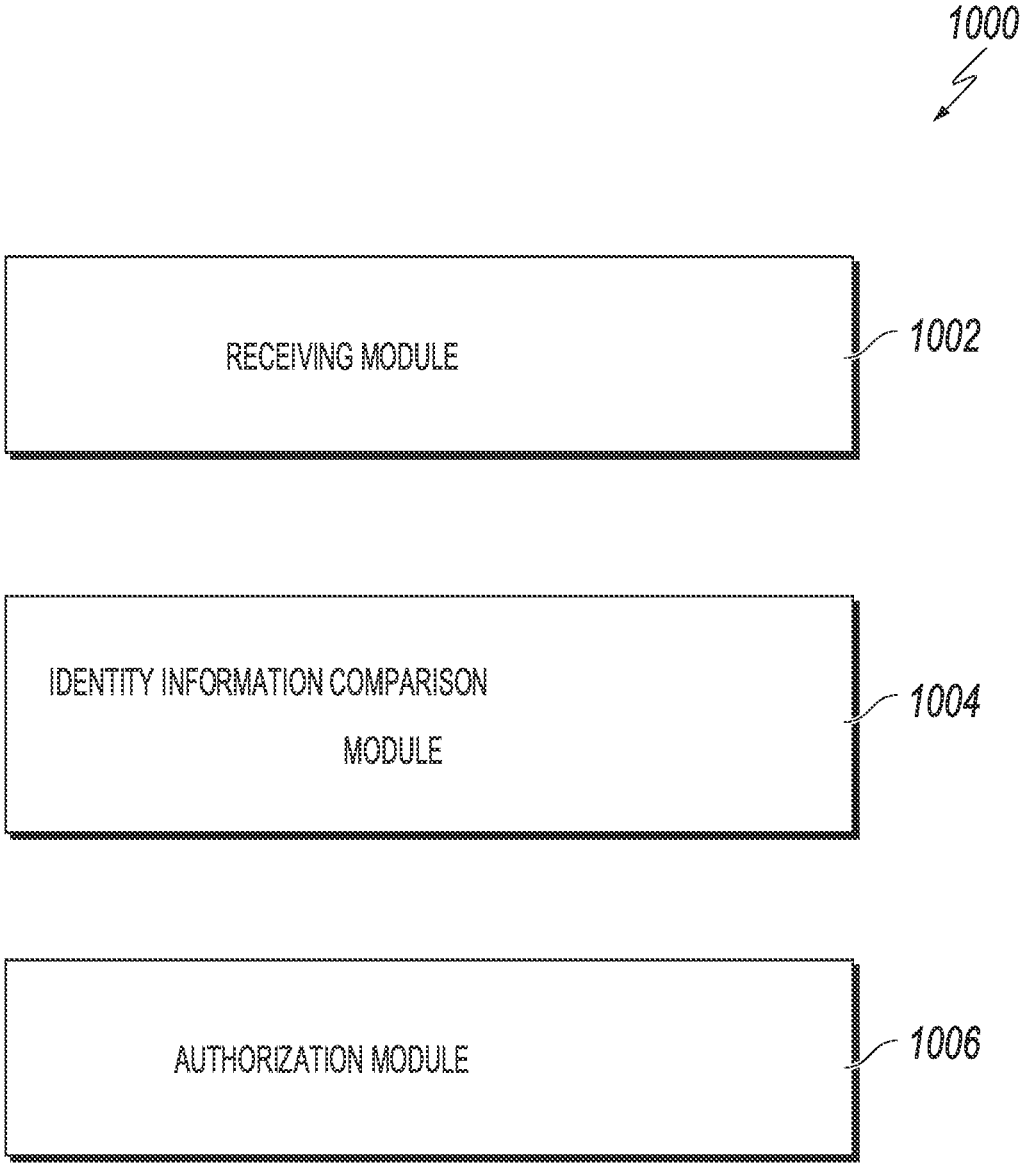 1000
RECEIVING MODULE
1002
IDENTITY INFORMATION COMPARISON
MODULE
1004
AUTHORIZATION MODULE
1006